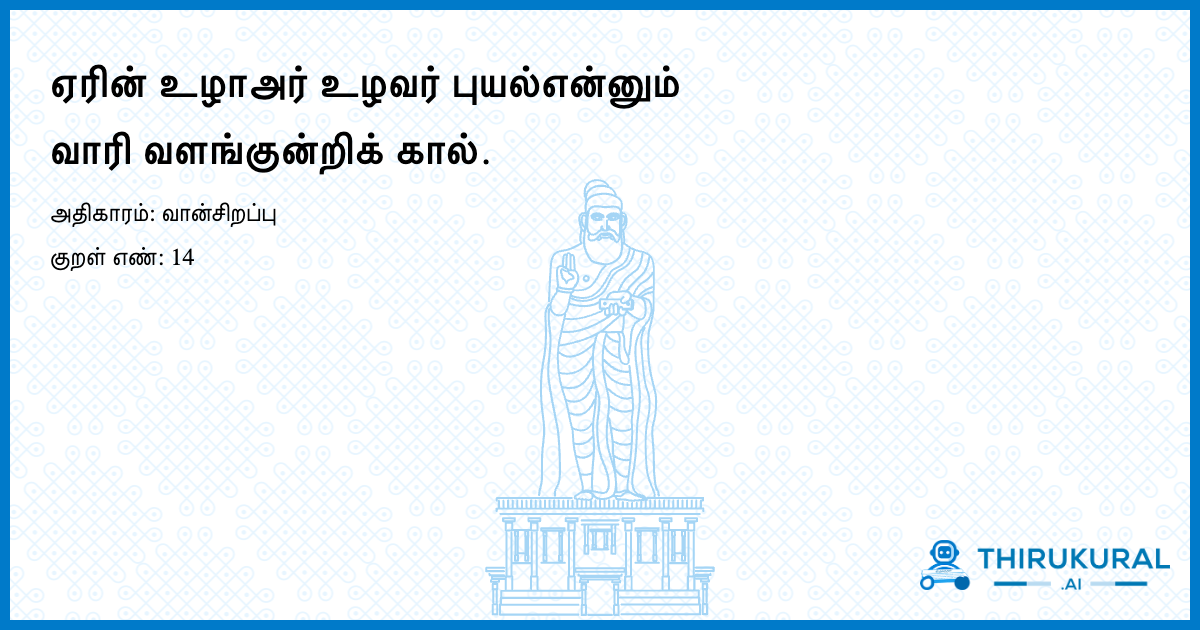 ஏரின் உழாஅர் உழவர் புயல்என்னும்
வாரி வளங்குன்றிக் கால்.
அதிகாரம்: வான்சிறப்பு
குறள் எண்: 14
THIRUKURAL
.AI